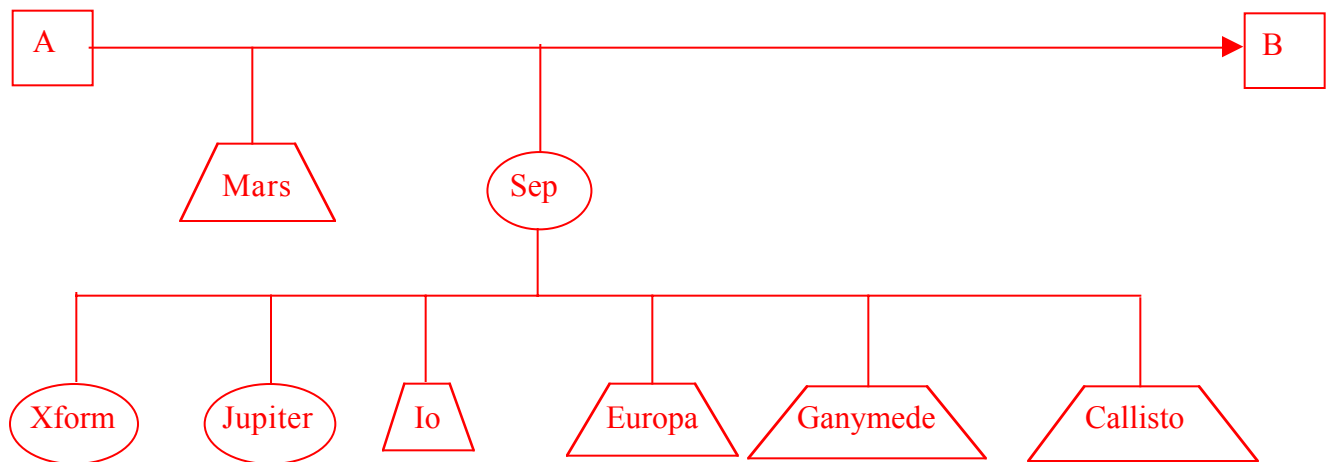 A
B
Mars
Sep
Xform
Jupiter
Io
Europa
Ganymede
Callisto